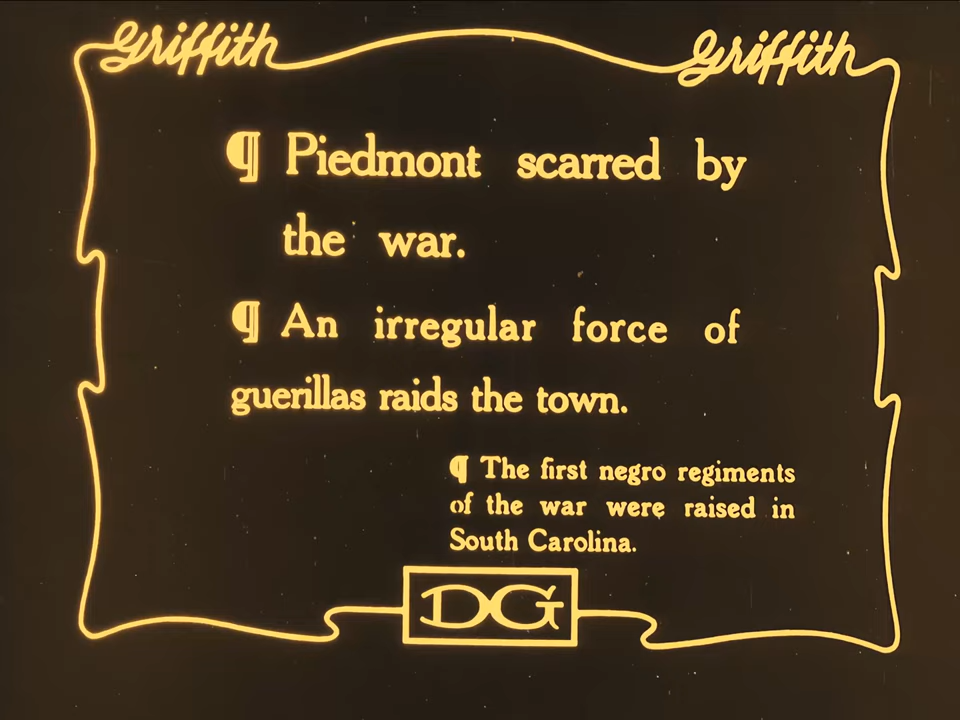 Griffith Griffith
¶ Piedmont scarred by
the war.
¶ An irregular force of
guerillas raids the town.
¶ The first negro regiments
of the war were raised in
South Carolina.
DG